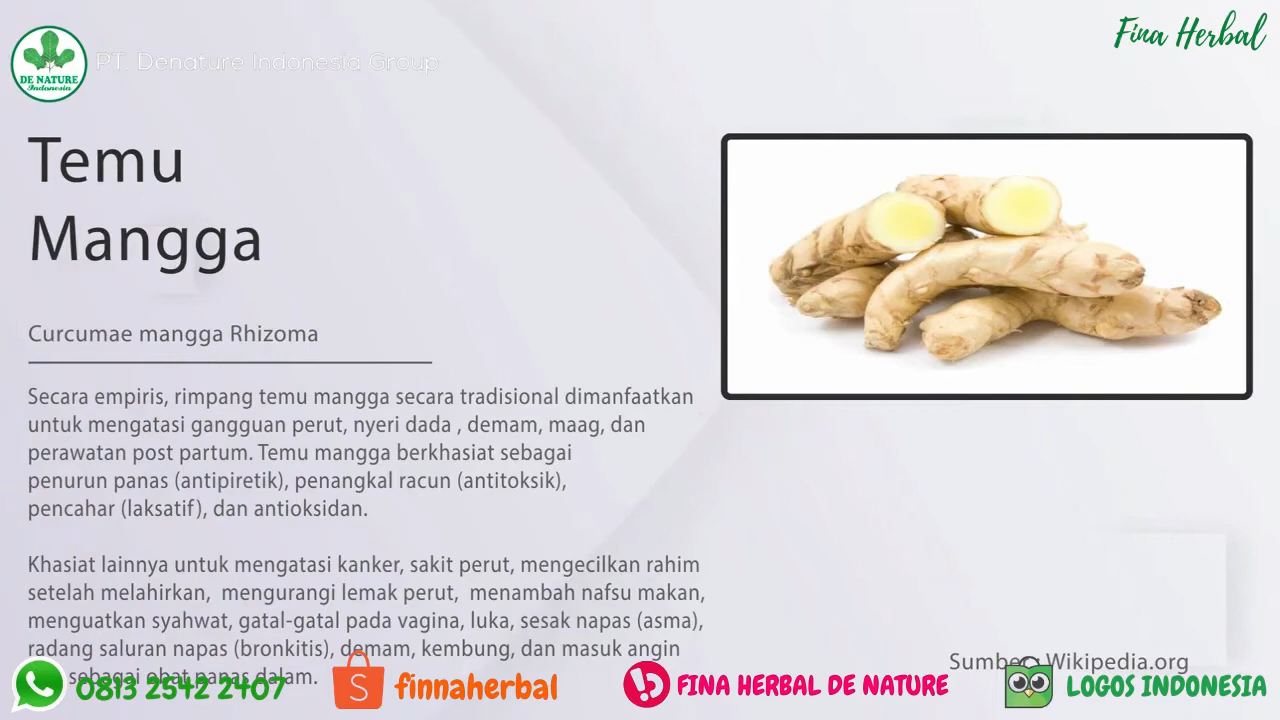 DE NATURE
Indonesia
PT. Denature Indonesia Group
Fina Herbal
Temu
Mangga
Curcumae mangga Rhizoma
Secara empiris, rimpang temu mangga secara tradisional dimanfaatkan
untuk mengatasi gangguan perut, nyeri dada , demam, maag, dan
perawatan post partum. Temu mangga berkhasiat sebagai
penurun panas (antipiretik), penangkal racun (antitoksik),
pencahar (laksatif), dan antioksidan.
Khasiat lainnya untuk mengatasi kanker, sakit perut, mengecilkan rahim
setelah melahirkan, mengurangi lemak perut, menambah nafsu makan,
menguatkan syahwat, gatal-gatal pada vagina, luka, sesak napas (asma),
radang saluran napas (bronkitis), demam, kembung, dan masuk angin
sebagai obat panas dalam.
Sumber Wikipedia.org
0813 2542 2407
finnaherbal
FINA HERBAL DE NATURE
LOGOS INDONESIA